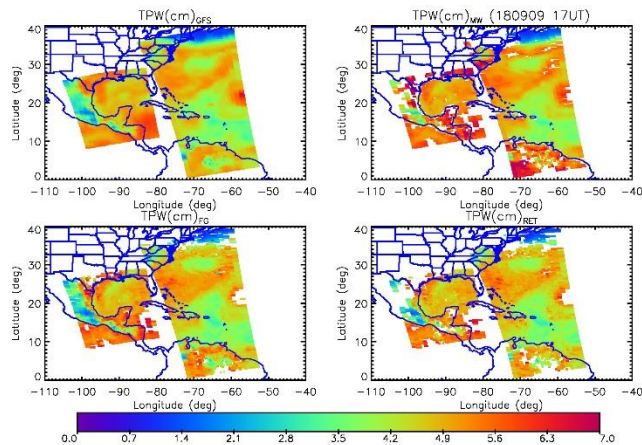 TPW(cm)GFS
TPW(cm)MW (180909 17UT)
Latitude (deg)
40
30
20
10
0
-110 -100 -90 -80 -70 -60 -50 -40
Longitude (deg)
Latitude (deg)
40
30
20
10
0
-110 -100 -90 -80 -70 -60 -50 -40
Longitude (deg)
TPW(cm)FG
TPW(cm)RET
Latitude (deg)
40
30
20
10
0
-110 -100 -90 -80 -70 -60 -50 -40
Longitude (deg)
Latitude (deg)
40
30
20
10
0
-110 -100 -90 -80 -70 -60 -50 -40
Longitude (deg)
0.0 0.7 1.4 2.1 2.8 3.5 4.2 4.9 5.6 6.3 7.0